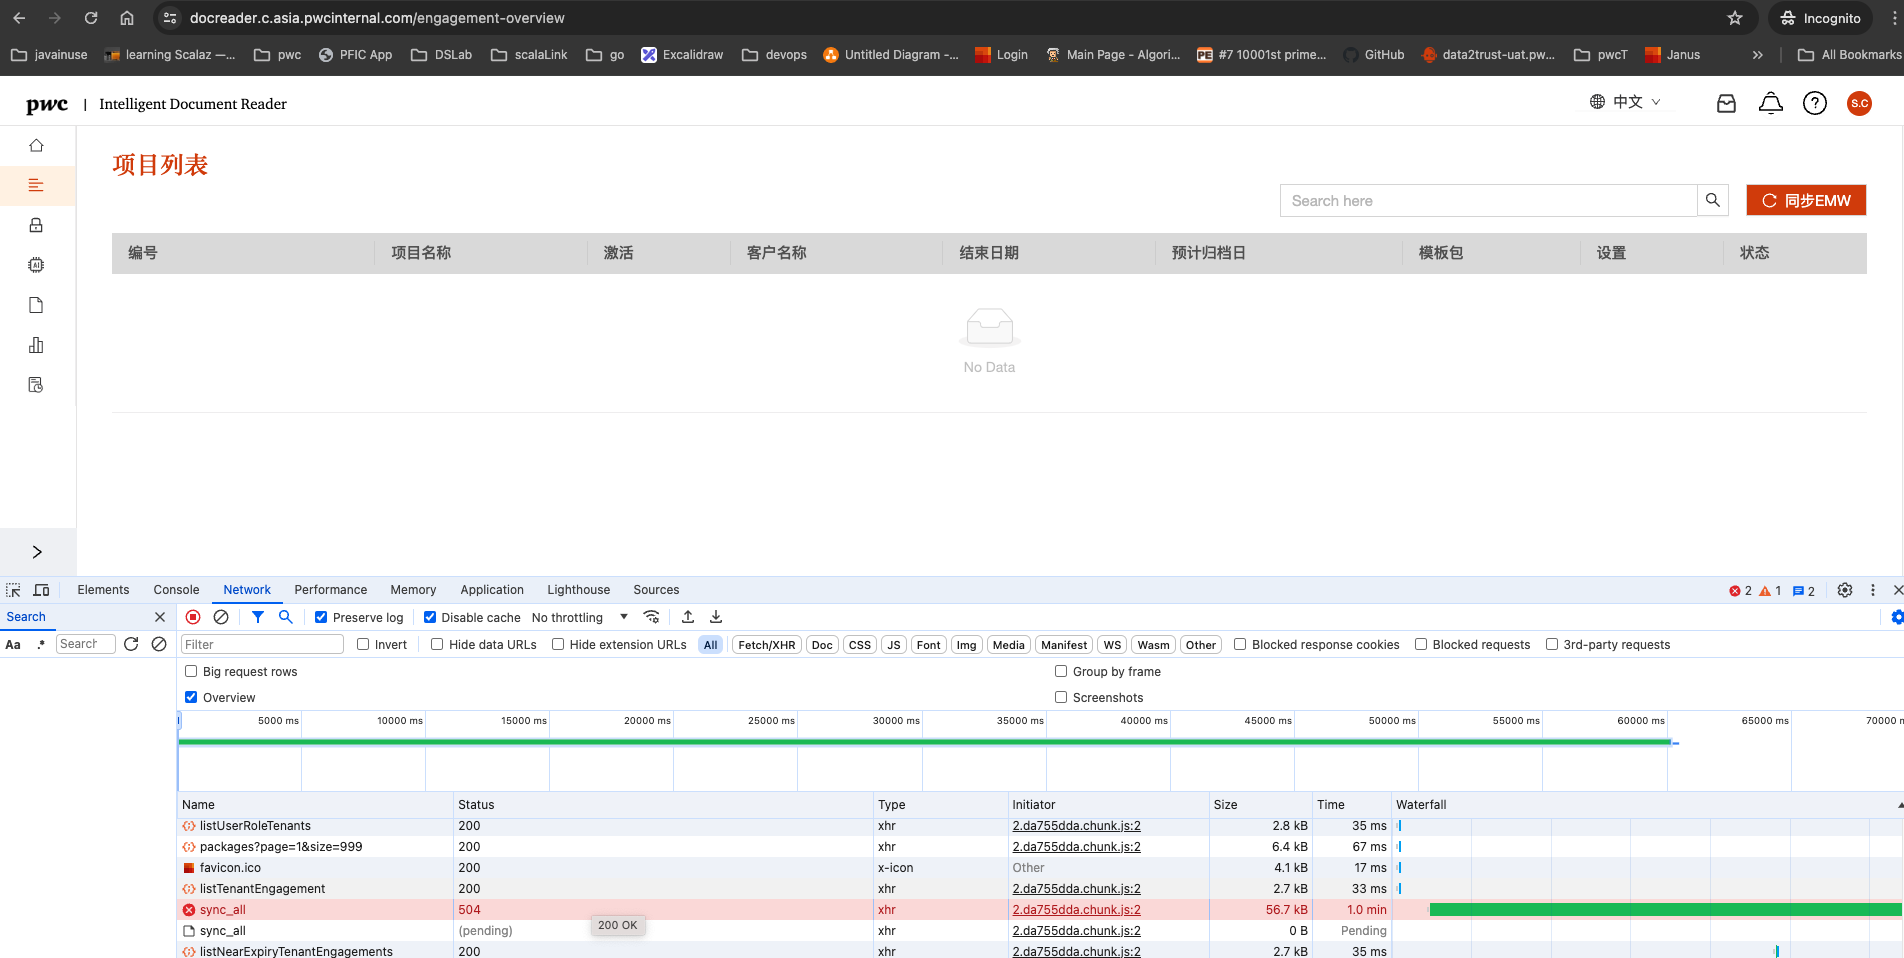 docreader.c.asia.pwcinternal.com/engagement-overview
Incognito
javainuse
learning Scalaz —...
pwc
PFIC App
DSLab
scalaLink
go
Excalidraw
devops
Untitled Diagram -...
Login
Main Page - Algori...
PE
#7 10001st prime...
GitHub
data2trust-uat.pw...
pwcT
Janus
»
All Bookmarks
pwc | Intelligent Document Reader
中文
S.C
项目列表
Search here
同步EMW
编号 项目名称 激活 客户名称 结束日期 预计归档日 模板包 设置 状态
No Data
Elements Console Network Performance Memory Application Lighthouse Sources
2 1 2
Search
Preserve log Disable cache No throttling
Aa .* Search
Filter Invert Hide data URLs Hide extension URLs All Fetch/XHR Doc CSS JS Font Img Media Manifest WS Wasm Other Blocked response cookies Blocked requests 3rd-party requests
Big request rows Group by frame
Overview Screenshots
5000 ms 10000 ms 15000 ms 20000 ms 25000 ms 30000 ms 35000 ms 40000 ms 45000 ms 50000 ms 55000 ms 60000 ms 65000 ms 70000 m
Name Status Type Initiator Size Time Waterfall
listUserRoleTenants 200 xhr 2.da755dda.chunk.js:2 2.8 kB 35 ms
packages?page=1&size=999 200 xhr 2.da755dda.chunk.js:2 6.4 kB 67 ms
favicon.ico 200 x-icon Other 4.1 kB 17 ms
listTenantEngagement 200 xhr 2.da755dda.chunk.js:2 2.7 kB 33 ms
sync_all 504 xhr 2.da755dda.chunk.js:2 56.7 kB 1.0 min
200 OK
sync_all (pending) xhr 2.da755dda.chunk.js:2 0 B Pending
listNearExpiryTenantEngagements 200 xhr 2.da755dda.chunk.js:2 2.7 kB 35 ms